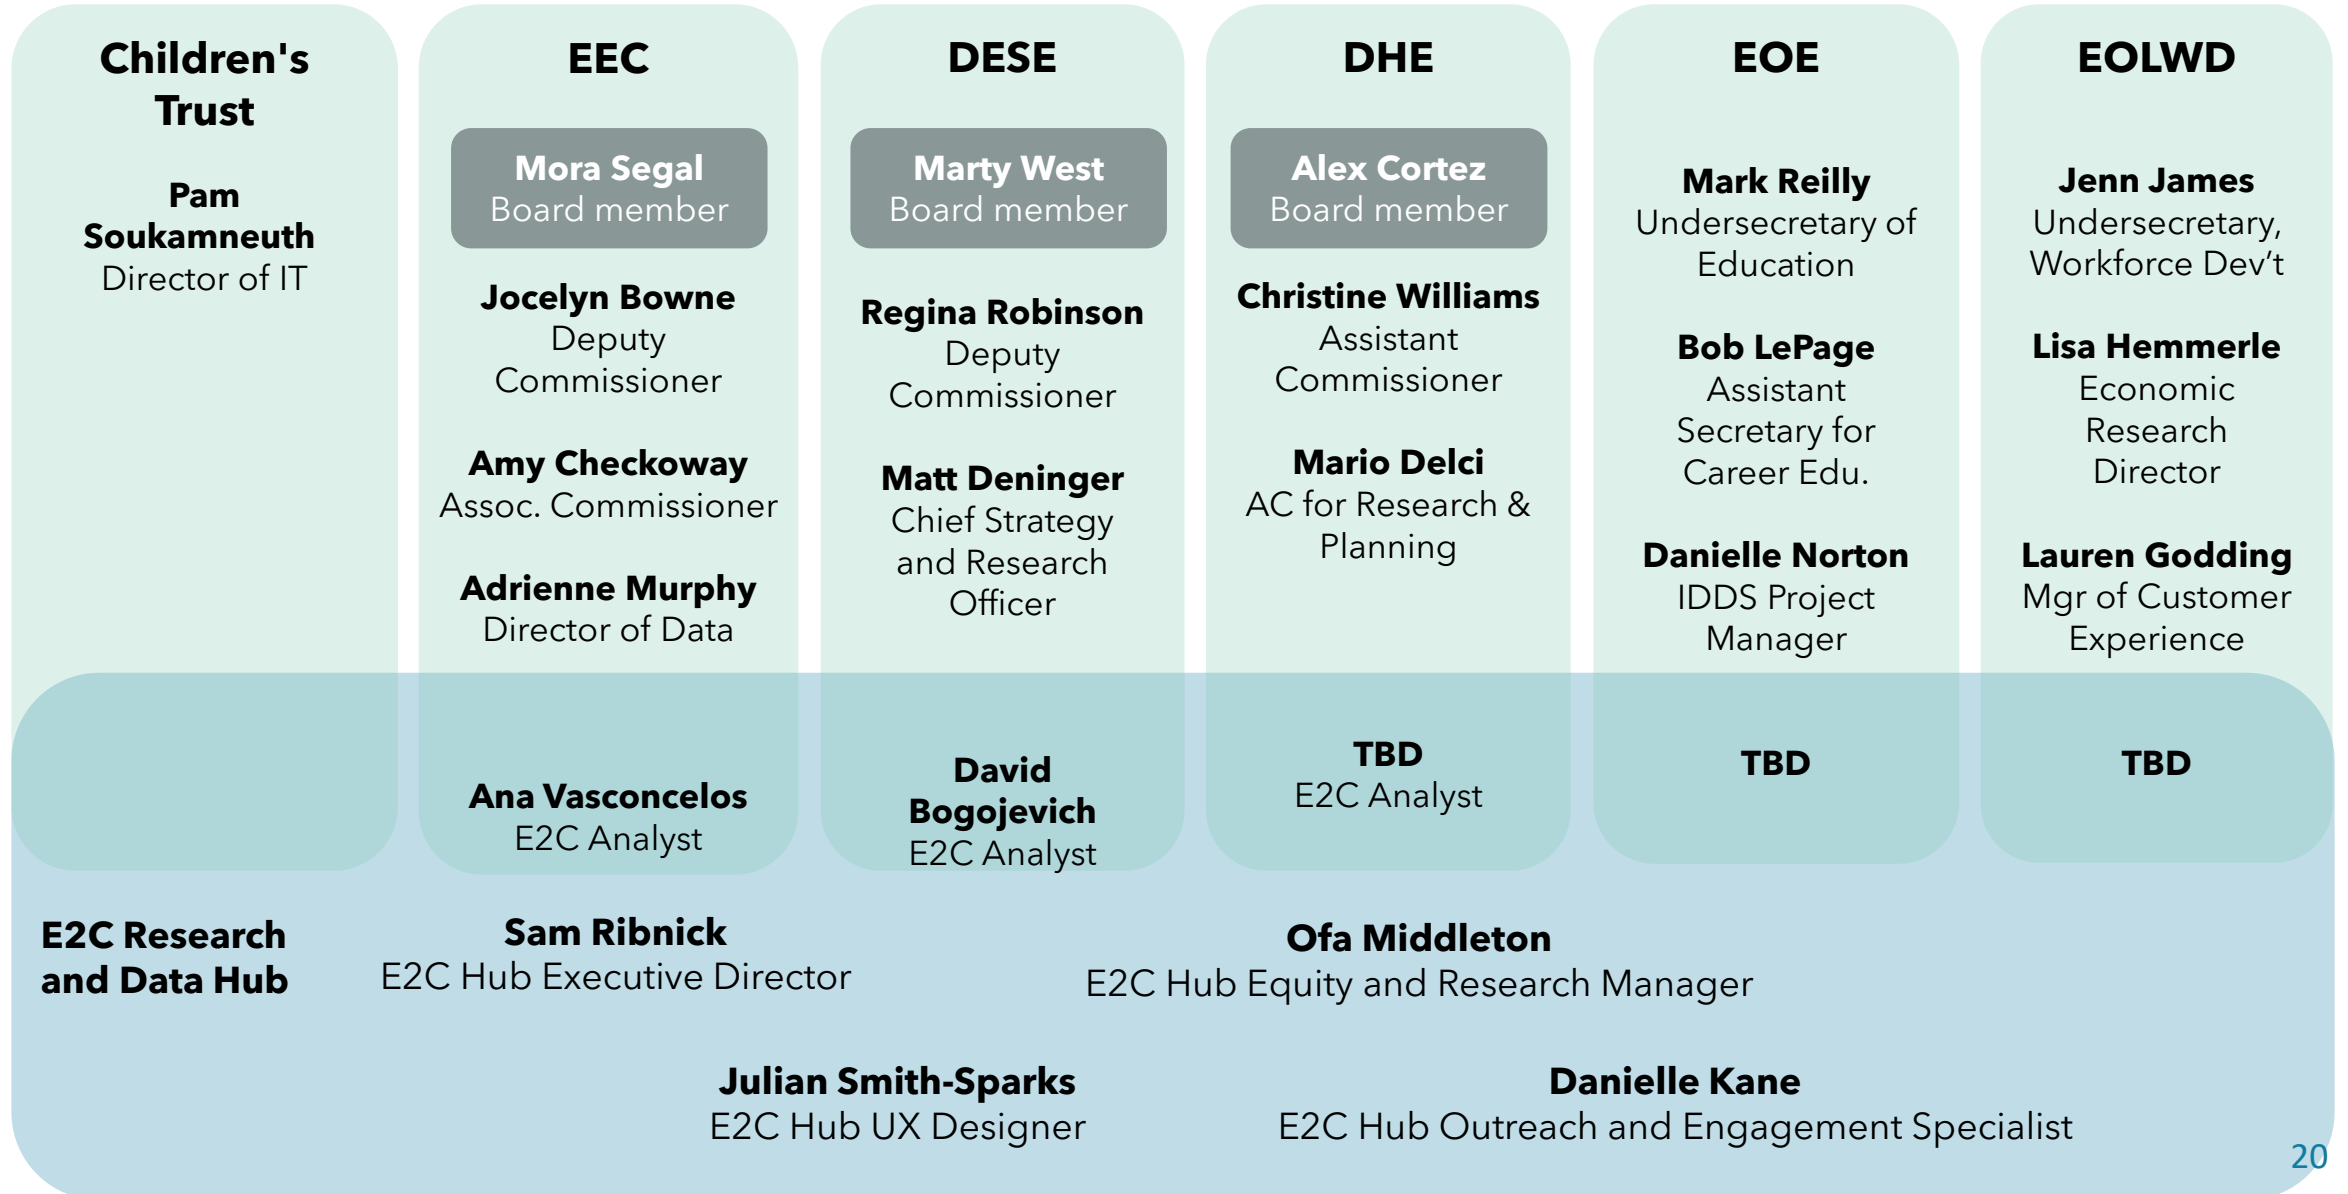 Children's
Trust
Pam
Soukamneuth
Director of IT
EEC
Mora Segal
Board member
Jocelyn Bowne
Deputy
Commissioner
Amy Checkoway
Assoc. Commissioner
Adrienne Murphy
Director of Data
Ana Vasconcelos
E2C Analyst
DESE
Marty West
Board member
Regina Robinson
Deputy
Commissioner
Matt Deninger
Chief Strategy
and Research
Officer
David
Bogojevich
E2C Analyst
DHE
Alex Cortez
Board member
Christine Williams
Assistant
Commissioner
Mario Delci
AC for Research &
Planning
TBD
E2C Analyst
EOE
Mark Reilly
Undersecretary of
Education
Bob LePage
Assistant
Secretary for
Career Edu.
Danielle Norton
IDDS Project
Manager
TBD
EOLWD
Jenn James
Undersecretary,
Workforce Dev’t
Lisa Hemmerle
Economic
Research
Director
Lauren Godding
Mgr of Customer
Experience
TBD
E2C Research
and Data Hub
Sam Ribnick
E2C Hub Executive Director
Ofa Middleton
E2C Hub Equity and Research Manager
Julian Smith-Sparks
E2C Hub UX Designer
Danielle Kane
E2C Hub Outreach and Engagement Specialist
20